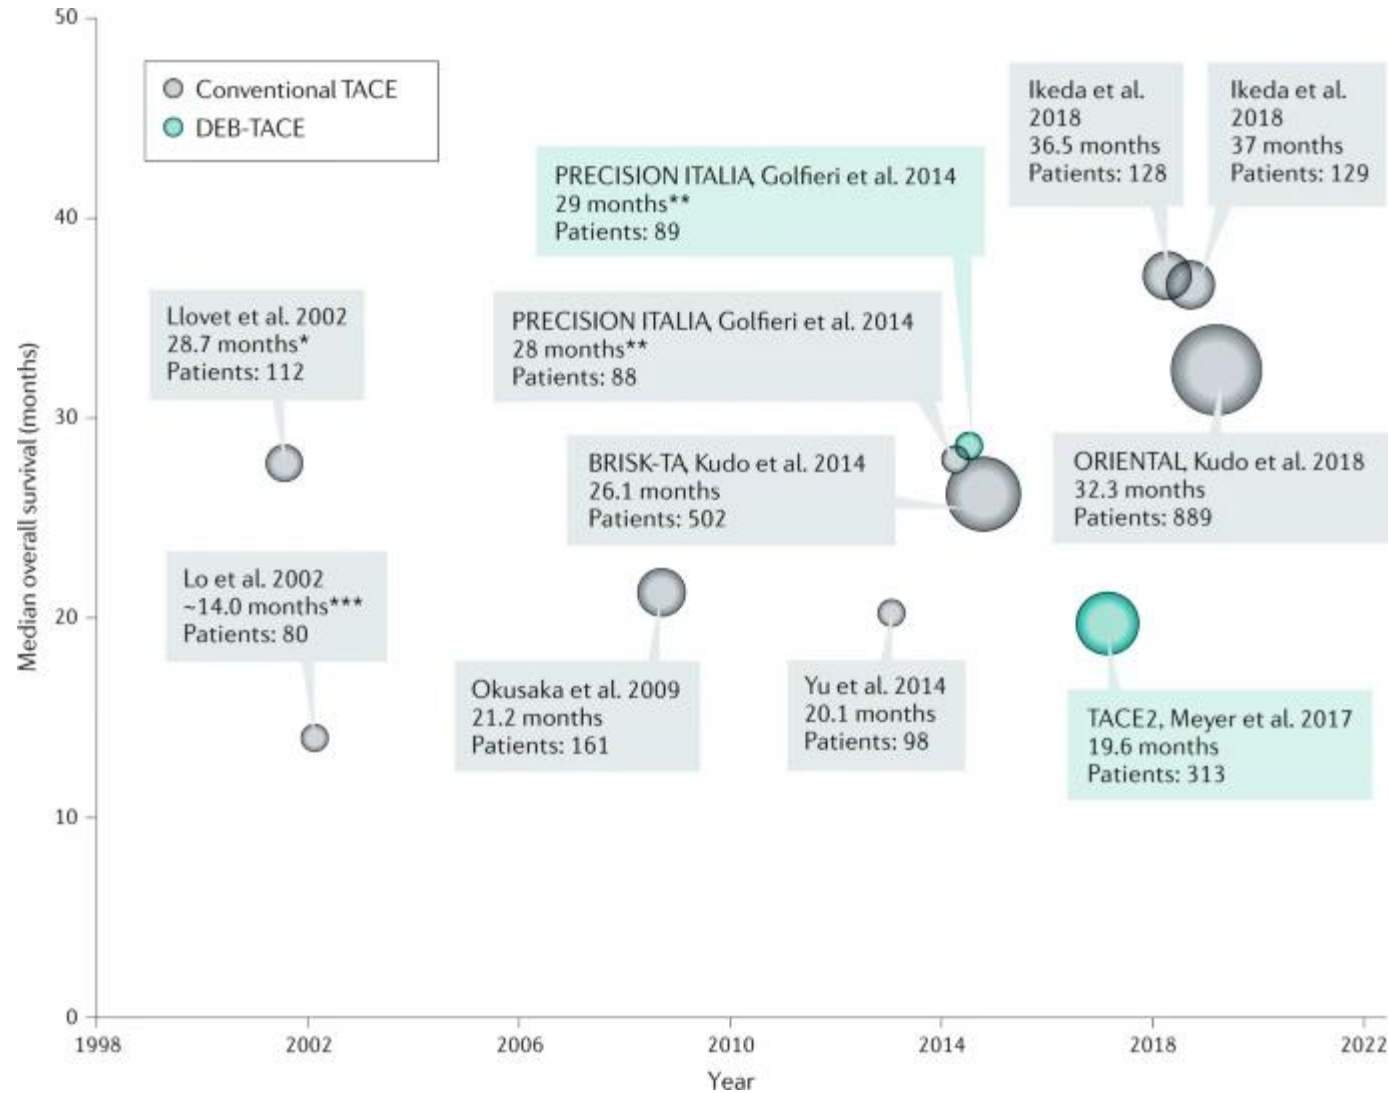 50
40
30
20
10
0
Median overall survival (months)
Conventional TACE
DEB-TACE
Llovet et al. 2002
28.7 months*
Patients: 112
Lo et al. 2002
~14.0 months***
Patients: 80
PRECISION ITALIA, Golfieri et al. 2014
29 months**
Patients: 89
PRECISION ITALIA, Golfieri et al. 2014
28 months**
Patients: 88
BRISK-TA, Kudo et al. 2014
26.1 months
Patients: 502
Okusaka et al. 2009
21.2 months
Patients: 161
Yu et al. 2014
20.1 months
Patients: 98
Ikeda et al.
2018
36.5 months
Patients: 128
Ikeda et al.
2018
37 months
Patients: 129
ORIENTAL, Kudo et al. 2018
32.3 months
Patients: 889
TACE2, Meyer et al. 2017
19.6 months
Patients: 313
1998 2002 2006 2010 2014 2018 2022
Year